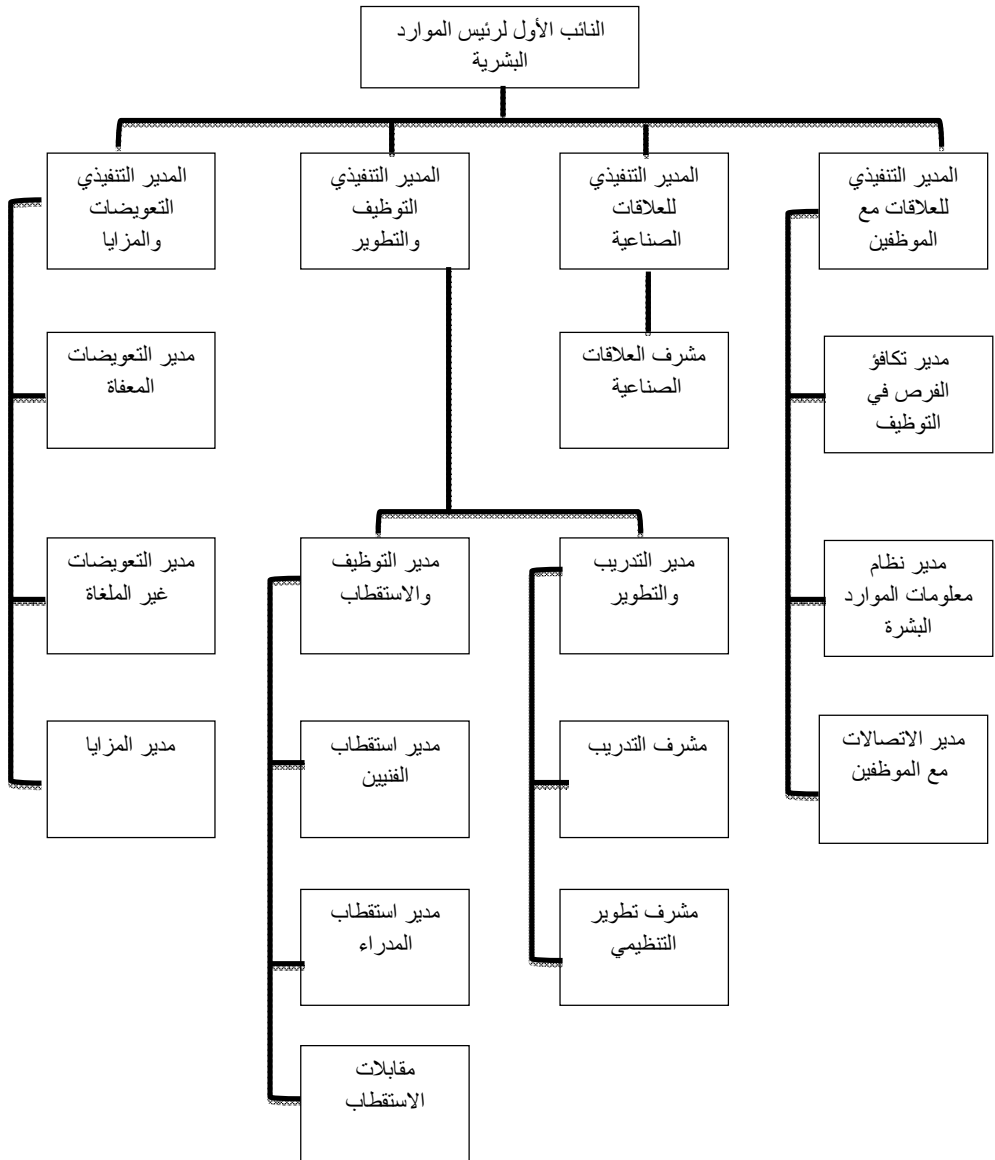 النائب الأول لرئيس الموارد
البشرية
المدير التنفيذي
للعلاقات مع
الموظفين
المدير التنفيذي
للعلاقات
الصناعية
المدير التنفيذي
التوظيف
والتطوير
المدير التنفيذي
التعويضات
والمزايا
مدير تكافؤ
الفرص في
التوظيف
مشرف العلاقات
الصناعية
مدير التعويضات
المعفاة
مدير نظام
معلومات الموارد
البشرة
مدير التدريب
والتطوير
مدير التوظيف
والاستقطاب
مدير التعويضات
غير الملغاة
مدير الاتصالات
مع الموظفين
مشرف التدريب
مدير استقطاب
الفنيين
مدير المزايا
مشرف تطوير
التنظيمي
مدير استقطاب
المدراء
مقابلات
الاستقطاب